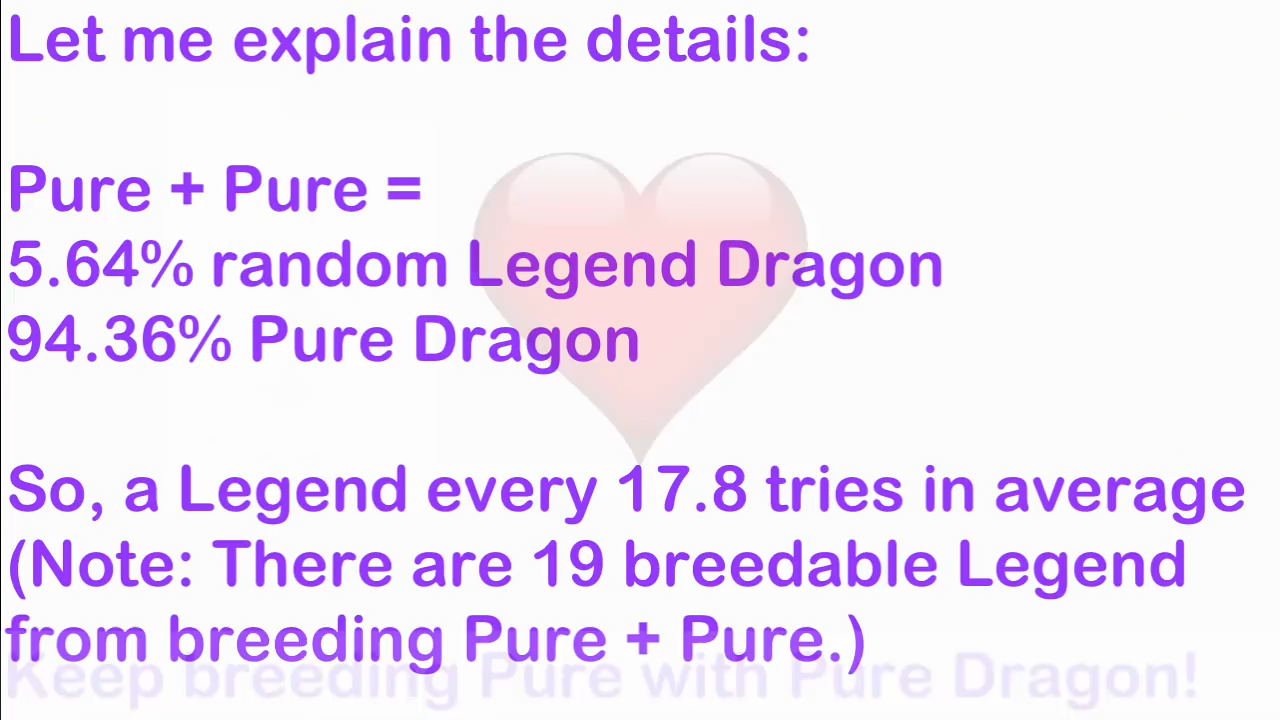 Let me explain the details:
Pure + Pure =
5.64% random Legend Dragon
94.36% Pure Dragon
So, a Legend every 17.8 tries in average
(Note: There are 19 breedable Legend
from breeding Pure + Pure.)
Keep breeding Pure with Pure Dragon!